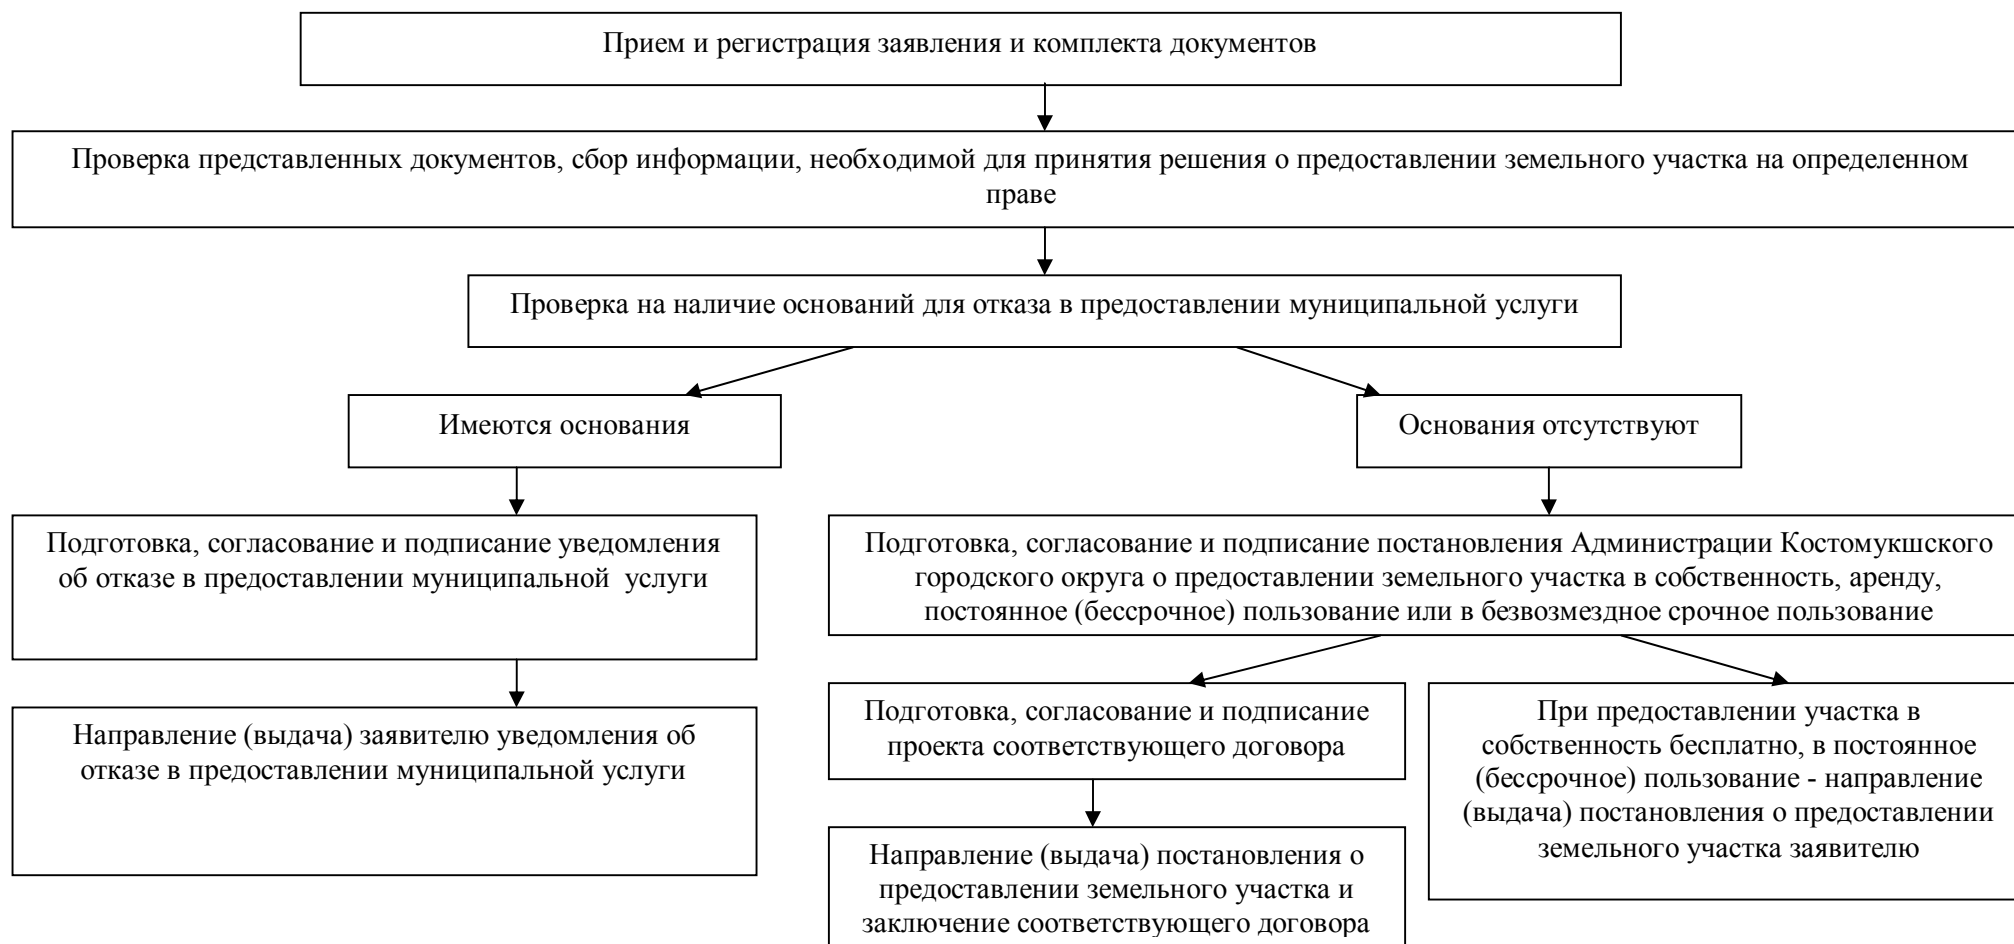 Прием и регистрация заявления и комплекта документов
Проверка представленных документов, сбор информации, необходимой для принятия решения о предоставлении земельного участка на определенном
праве
Проверка на наличие оснований для отказа в предоставлении муниципальной услуги
Имеются основания
Основания отсутствуют
Подготовка, согласование и подписание уведомления
об отказе в предоставлении муниципальной услуги
Подготовка, согласование и подписание постановления Администрации Костомукшского
городского округа о предоставлении земельного участка в собственность, аренду,
постоянное (бессрочное) пользование или в безвозмездное срочное пользование
Направление (выдача) заявителю уведомления об
отказе в предоставлении муниципальной услуги
Подготовка, согласование и подписание
проекта соответствующего договора
При предоставлении участка в
собственность бесплатно, в постоянное
(бессрочное) пользование - направление
(выдача) постановления о предоставлении
земельного участка заявителю
Направление (выдача) постановления о
предоставлении земельного участка и
заключение соответствующего договора